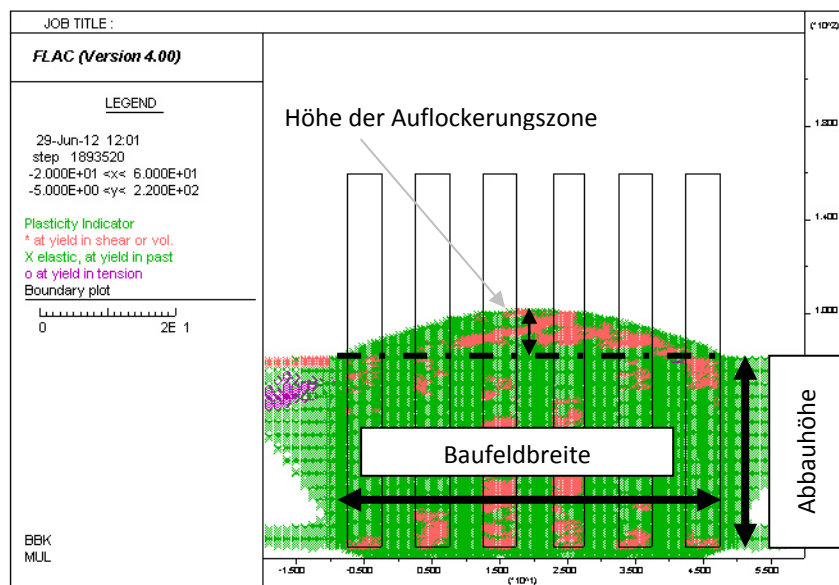 JOB TITLE :
FLAC (Version 4.00)
LEGEND
29-Jun-12 12:01
step 1893520
-2.000E+01 <x< 6.000E+01
-5.000E+00 <y< 2.200E+02
Plasticity Indicator
* at yield in shear or vol.
X elastic, at yield in past
o at yield in tension
Boundary plot
0 2E 1
BBK
MUL
Höhe der Auflockerungszone
Baufeldbreite
Abbauhöhe
(*10^2)
1.800
1.400
1.000
-1.500 -0.500 0.500 1.500 2.500 3.500 4.500 5.500
(*10^1)